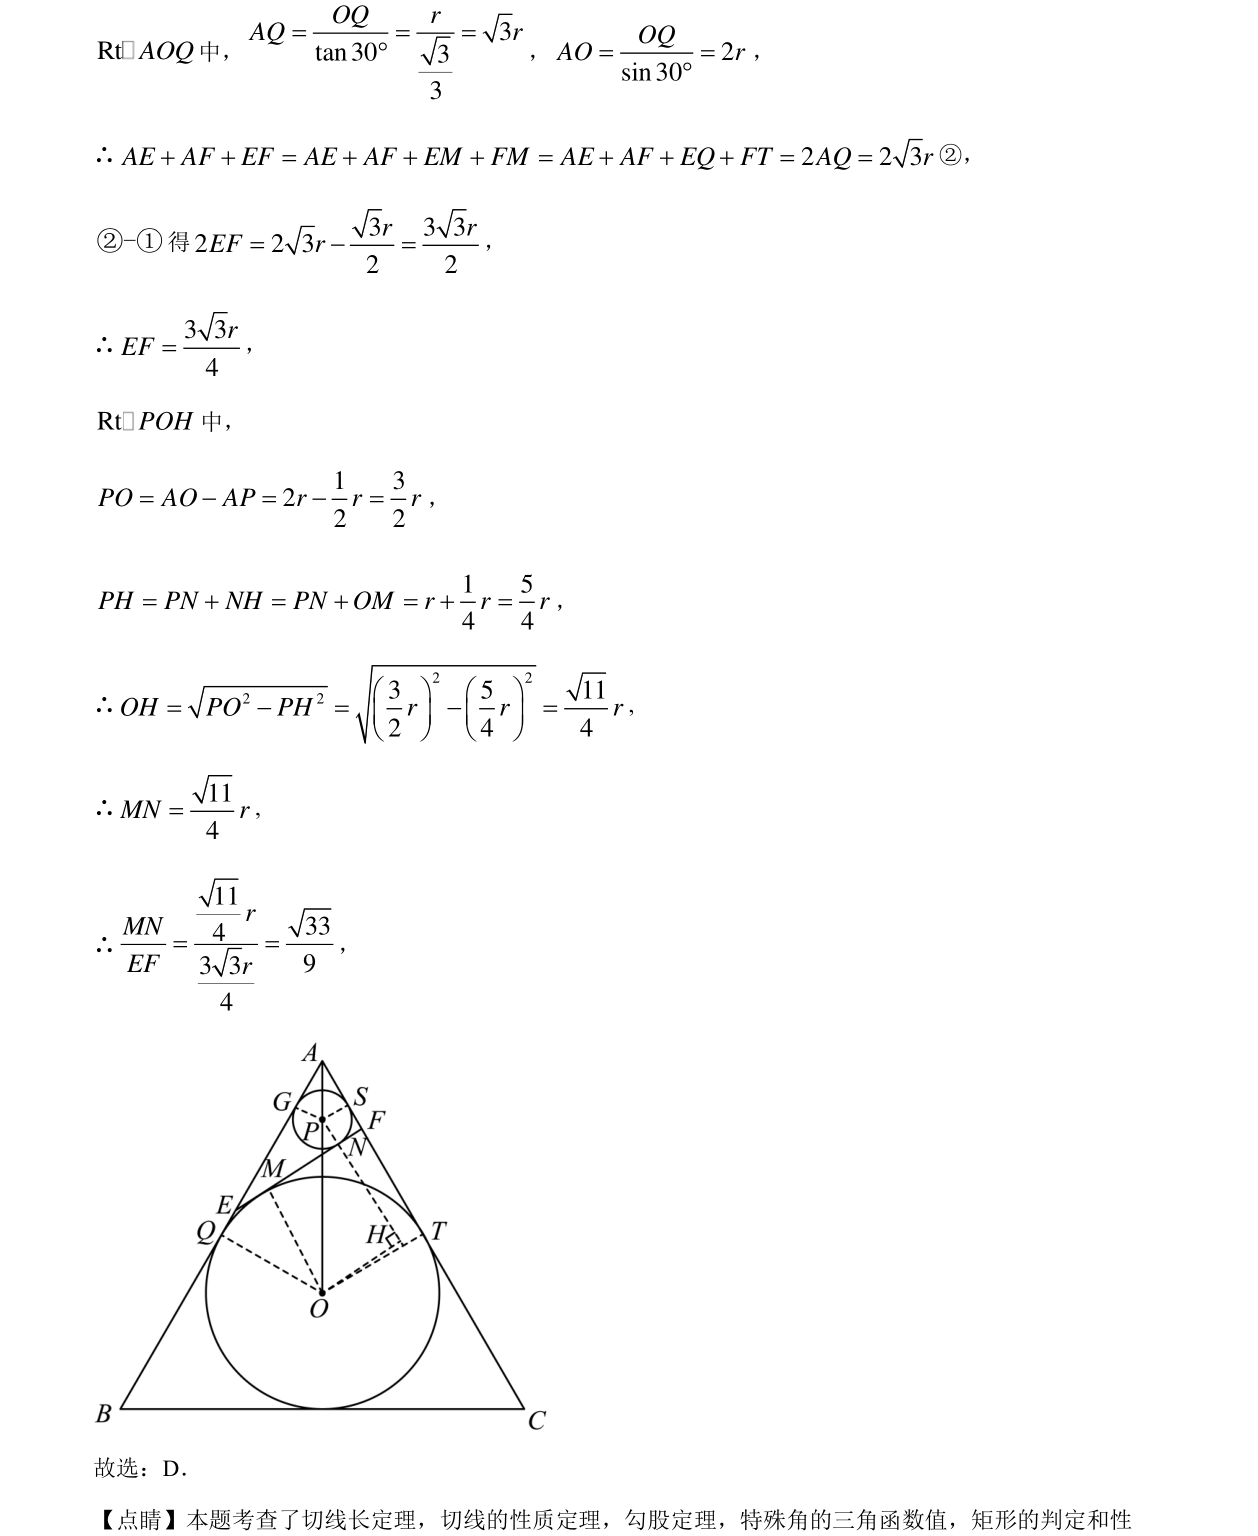 Rt□AOQ中，AQ = OQ/tan30° = r/(√3/3) = √3r，AO = OQ/sin30° = 2r，
∴ AE + AF + EF = AE + AF + EM + FM = AE + AF + EQ + FT = 2AQ = 2√3r ②，
②−① 得 2EF = 2√3r − √3r/2 = 3√3r/2，
∴ EF = 3√3r/4，
Rt□POH 中，
PO = AO − AP = 2r − 1/2 r = 3/2 r，
PH = PN + NH = PN + OM = r + 1/4 r = 5/4 r，
∴ OH = √(PO² − PH²) = √((3/2 r)² − (5/4 r)²) = √11/4 r，
∴ MN = √11/4 r，
∴ MN/EF = (√11/4 r)/(3√3r/4) = √33/9，
A
G S
F
P
N
M
E
Q H T
O
B C
故选：D．
【点睛】本题考查了切线长定理，切线的性质定理，勾股定理，特殊角的三角函数值，矩形的判定和性